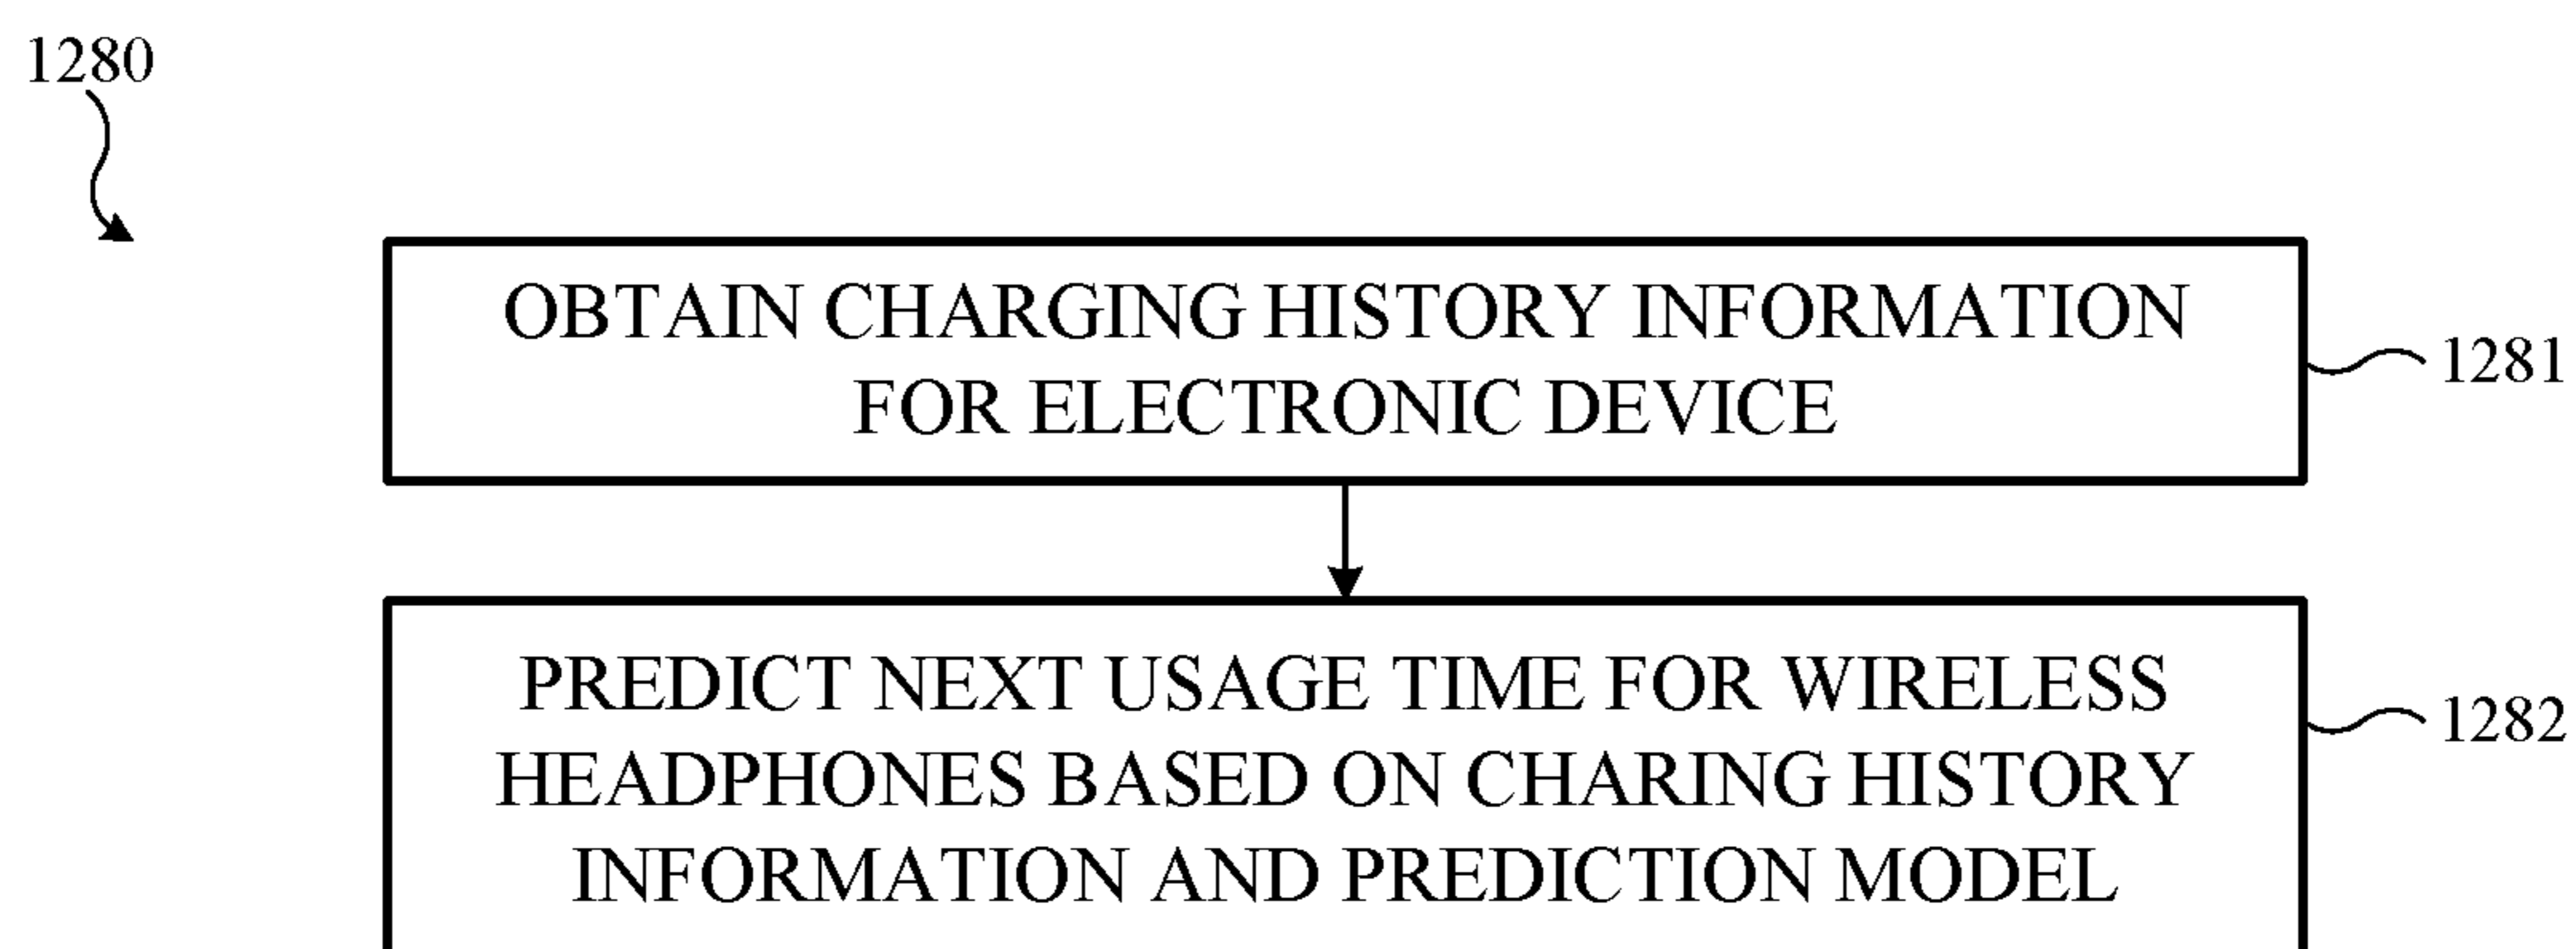 1280
OBTAIN CHARGING HISTORY INFORMATION
FOR ELECTRONIC DEVICE
1281
PREDICT NEXT USAGE TIME FOR WIRELESS
HEADPHONES BASED ON CHARING HISTORY
INFORMATION AND PREDICTION MODEL
1282